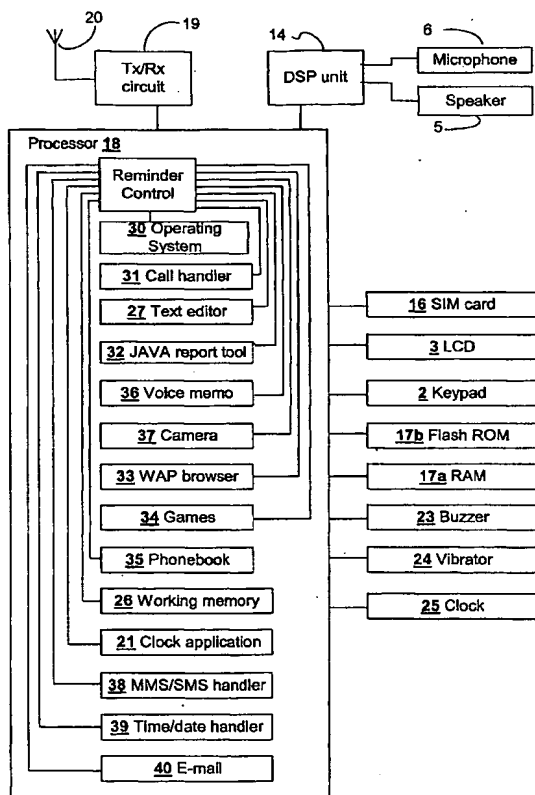 20
19
14
6
Tx/Rx
circuit
DSP unit
Microphone
Speaker
5
Processor 18
Reminder
Control
30 Operating
System
31 Call handler
27 Text editor
32 JAVA report tool
36 Voice memo
37 Camera
33 WAP browser
34 Games
35 Phonebook
26 Working memory
21 Clock application
38 MMS/SMS handler
39 Time/date handler
40 E-mail
16 SIM card
3 LCD
2 Keypad
17b Flash ROM
17a RAM
23 Buzzer
24 Vibrator
25 Clock